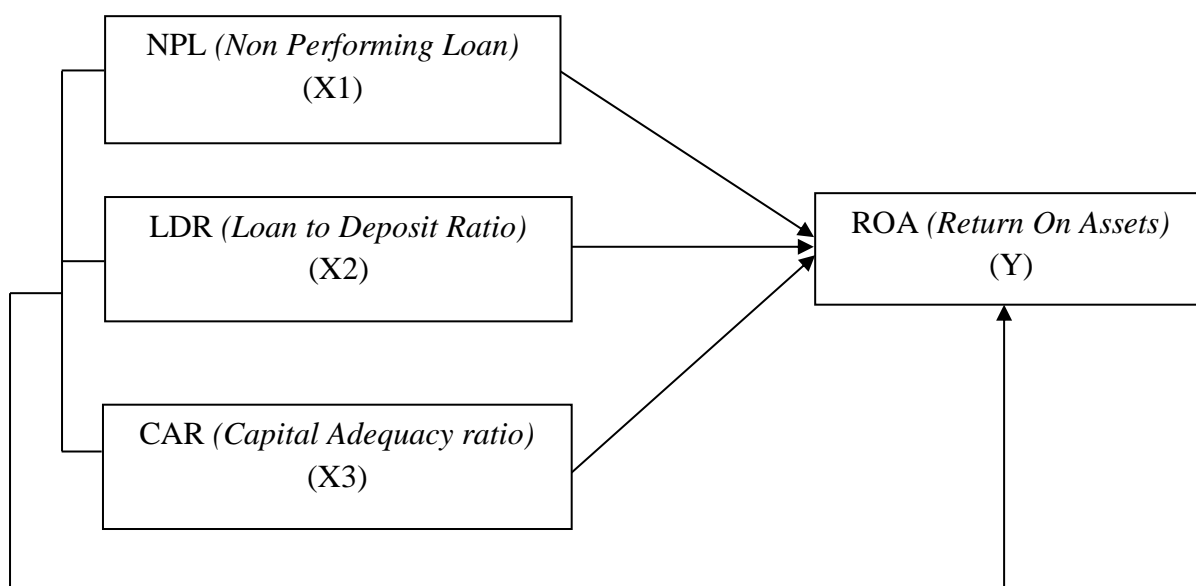 NPL (Non Performing Loan)
(X1)
LDR (Loan to Deposit Ratio)
(X2)
ROA (Return On Assets)
(Y)
CAR (Capital Adequacy ratio)
(X3)